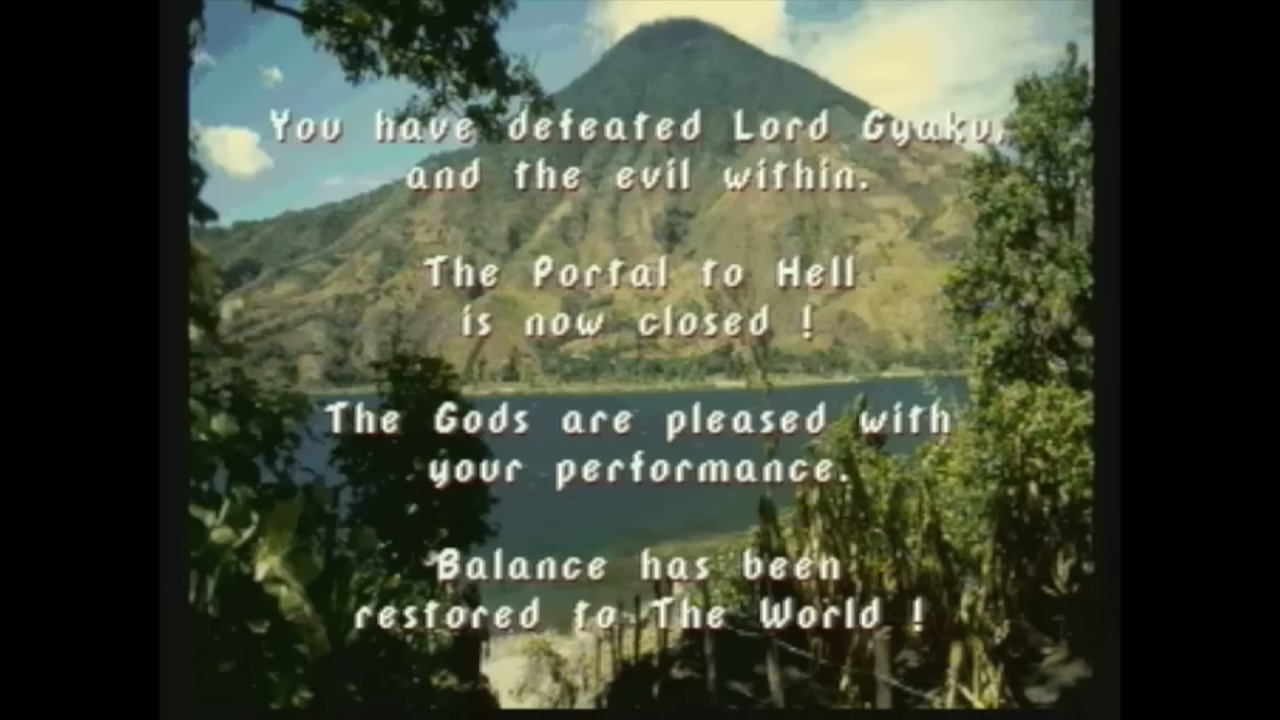 You have defeated Lord Gyaku,
and the evil within.
The Portal to Hell
is now closed !
The Gods are pleased with
your performance.
Balance has been
restored to The World !